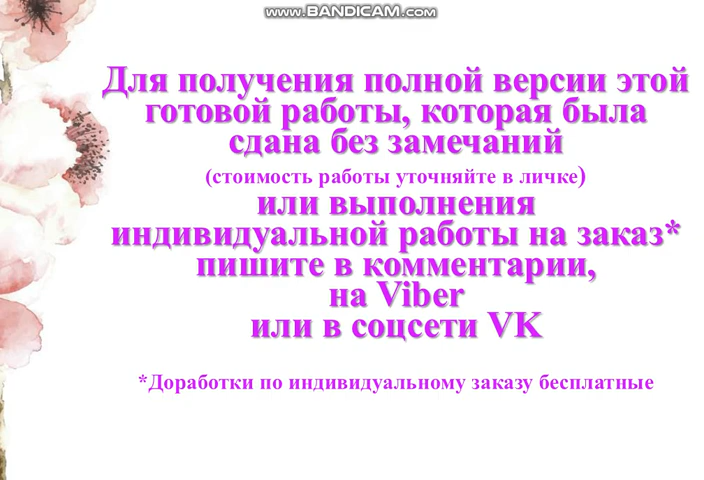 www.BANDICAM.com
Для получения полной версии этой
готовой работы, которая была
сдана без замечаний
(стоимость работы уточняйте в личке)
или выполнения
индивидуальной работы на заказ*
пишите в комментарии,
на Viber
или в соцсети VK
*Доработки по индивидуальному заказу бесплатные